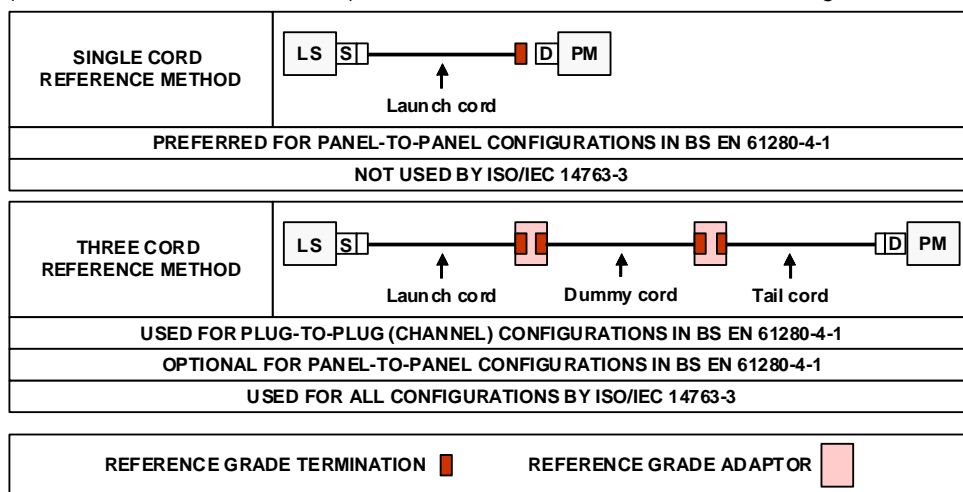 SINGLE CORD
REFERENCE METHOD
LS S D PM
Launch cord
PREFERRED FOR PANEL-TO-PANEL CONFIGURATIONS IN BS EN 61280-4-1
NOT USED BY ISO/IEC 14763-3
THREE CORD
REFERENCE METHOD
LS S D PM
Launch cord Dummy cord Tail cord
USED FOR PLUG-TO-PLUG (CHANNEL) CONFIGURATIONS IN BS EN 61280-4-1
OPTIONAL FOR PANEL-TO-PANEL CONFIGURATIONS IN BS EN 61280-4-1
USED FOR ALL CONFIGURATIONS BY ISO/IEC 14763-3
REFERENCE GRADE TERMINATION REFERENCE GRADE ADAPTOR